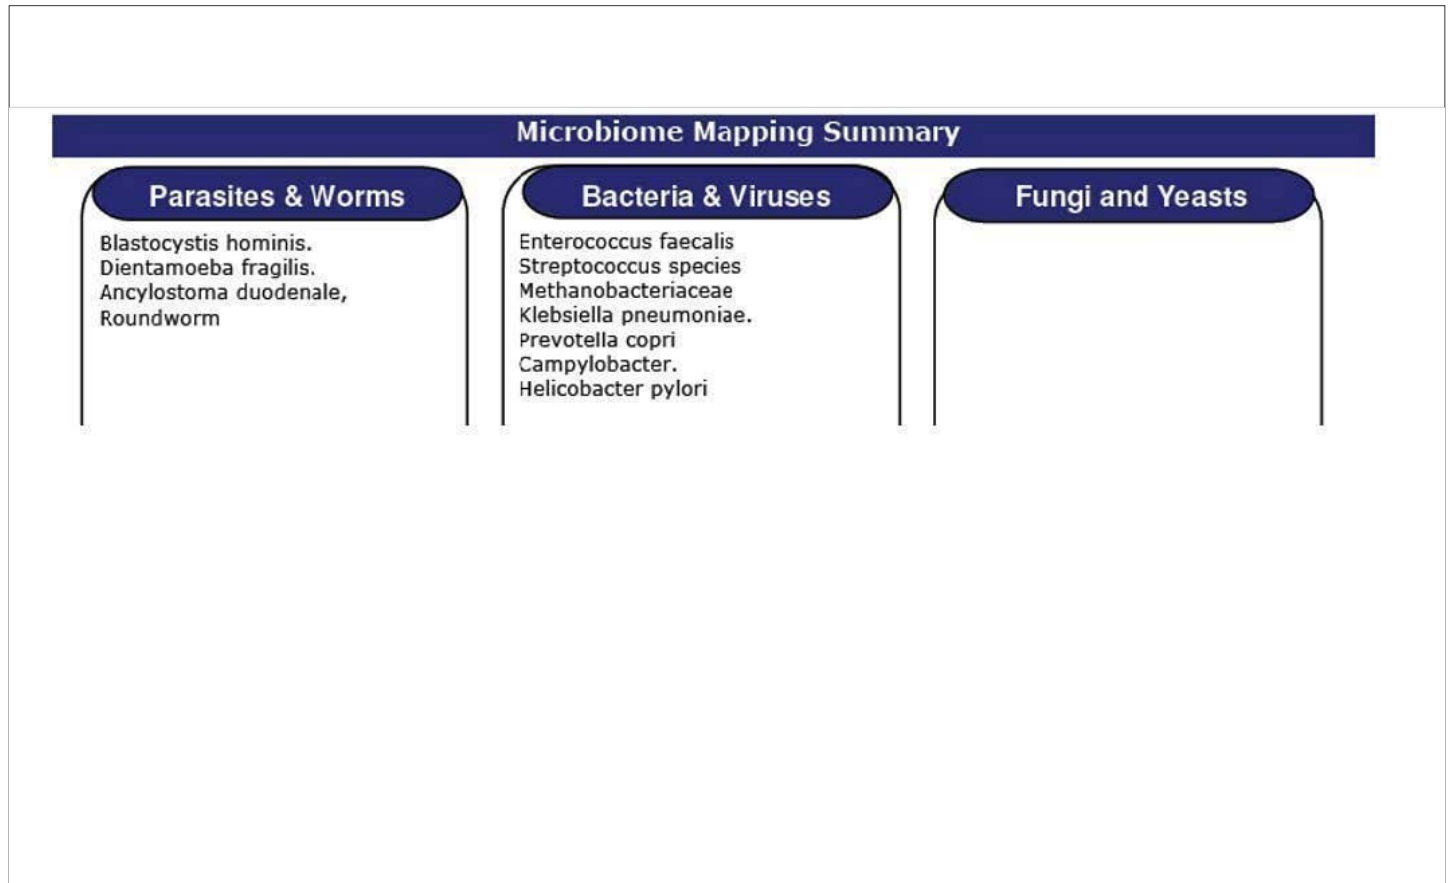 Microbiome Mapping Summary
Parasites & Worms
Blastocystis hominis.
Dientamoeba fragilis.
Ancylostoma duodenale,
Roundworm
Bacteria & Viruses
Enterococcus faecalis
Streptococcus species
Methanobacteriaceae
Klebsiella pneumoniae.
Prevotella copri
Campylobacter.
Helicobacter pylori
Fungi and Yeasts